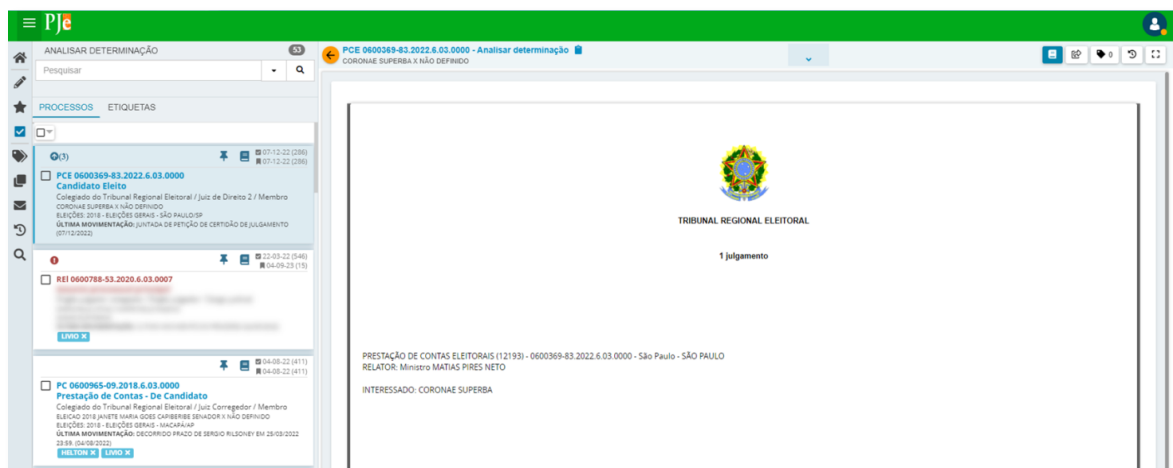 PJe
ANALISAR DETERMINAÇÃO 53
Pesquisar
PROCESSOS ETIQUETAS
(3) 07-12-22 (286)
07-12-22 (286)
PCE 0600369-83.2022.6.03.0000
Candidato Eleito
Colegiado do Tribunal Regional Eleitoral / Juiz de Direito 2 / Membro
CORONAE SUPERBA X NÃO DEFINIDO
ELEIÇÕES: 2018 - ELEIÇÕES GERAIS - SÃO PAULO/SP
ÚLTIMA MOVIMENTAÇÃO: JUNTADA DE PETIÇÃO DE CERTIDÃO DE JULGAMENTO
(07/12/2022)
22-03-22 (546)
04-09-23 (15)
REl 0600788-53.2020.6.03.0007
LIVIO X
04-08-22 (411)
04-08-22 (411)
PC 0600965-09.2018.6.03.0000
Prestação de Contas - De Candidato
Colegiado do Tribunal Regional Eleitoral / Juiz Corregedor / Membro
ELEICAO 2018 JANETE MARIA GOES CAPIBERIBE SENADOR X NÃO DEFINIDO
ELEIÇÕES: 2018 - ELEIÇÕES GERAIS - MACAPÁ/AP
ÚLTIMA MOVIMENTAÇÃO: DECORRIDO PRAZO DE SERGIO RILSONEY EM 25/03/2022
23:59. (04/08/2022)
HELTON X LIVIO X
PCE 0600369-83.2022.6.03.0000 - Analisar determinação
CORONAE SUPERBA X NÃO DEFINIDO
0
TRIBUNAL REGIONAL ELEITORAL
1 julgamento
PRESTAÇÃO DE CONTAS ELEITORAIS (12193) - 0600369-83.2022.6.03.0000 - São Paulo - SÃO PAULO
RELATOR: Ministro MATIAS PIRES NETO
INTERESSADO: CORONAE SUPERBA